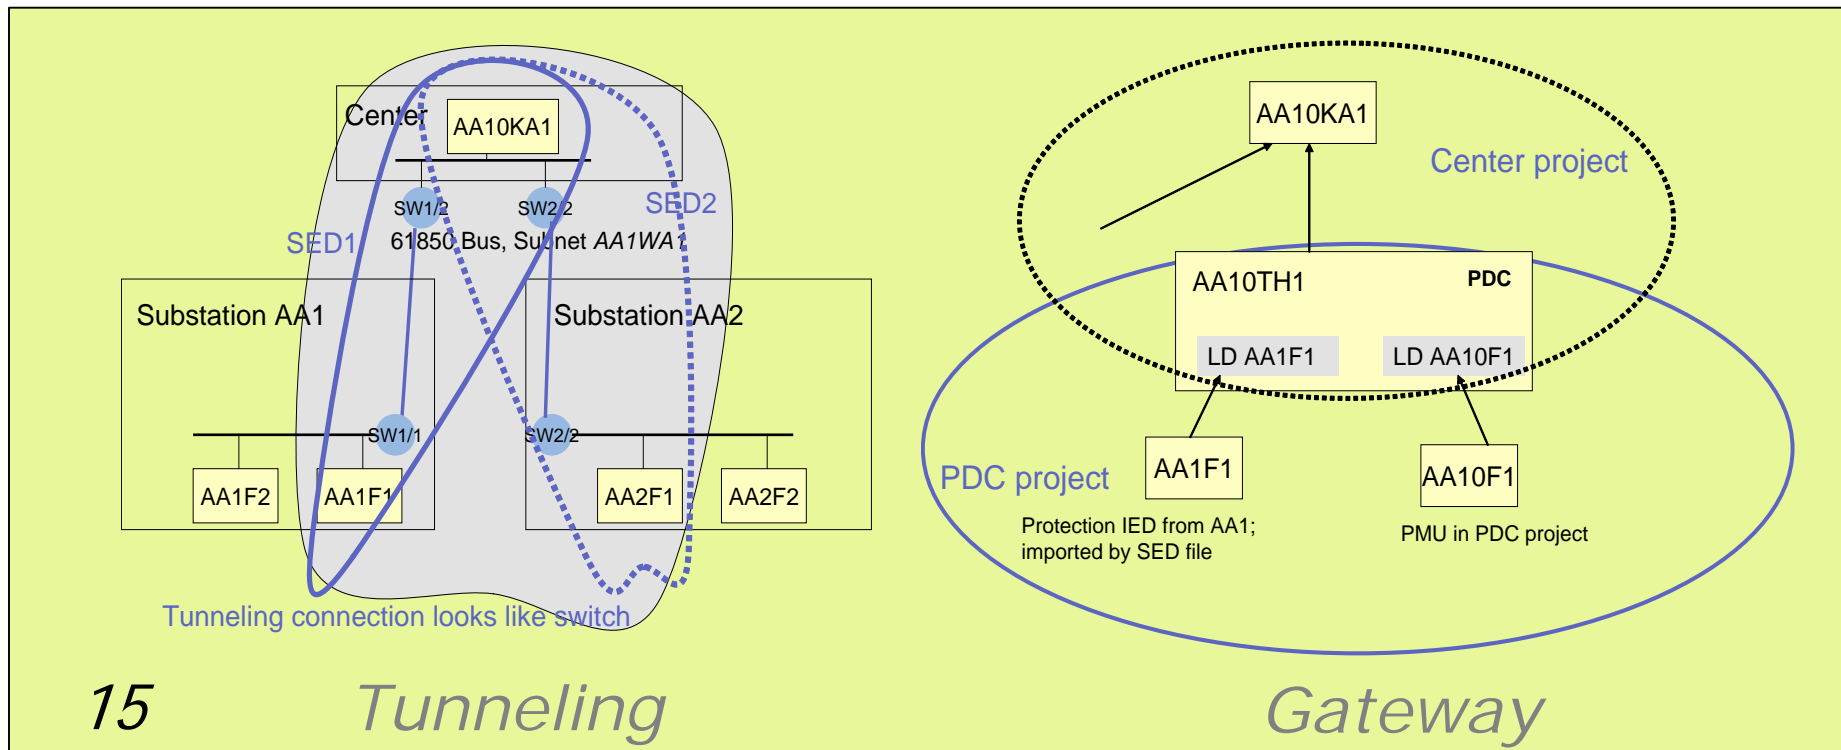 Center
AA10KA1
SW1/2
SW2/2
SED2
SED1
61850 Bus, Subnet AA1WA1
Substation AA1
Substation AA2
SW1/1
SW2/2
AA1F2
AA1F1
AA2F1
AA2F2
Tunneling connection looks like switch
15
Tunneling
AA10KA1
Center project
AA10TH1
PDC
LD AA1F1
LD AA10F1
PDC project
AA1F1
AA10F1
Protection IED from AA1;
imported by SED file
PMU in PDC project
Gateway